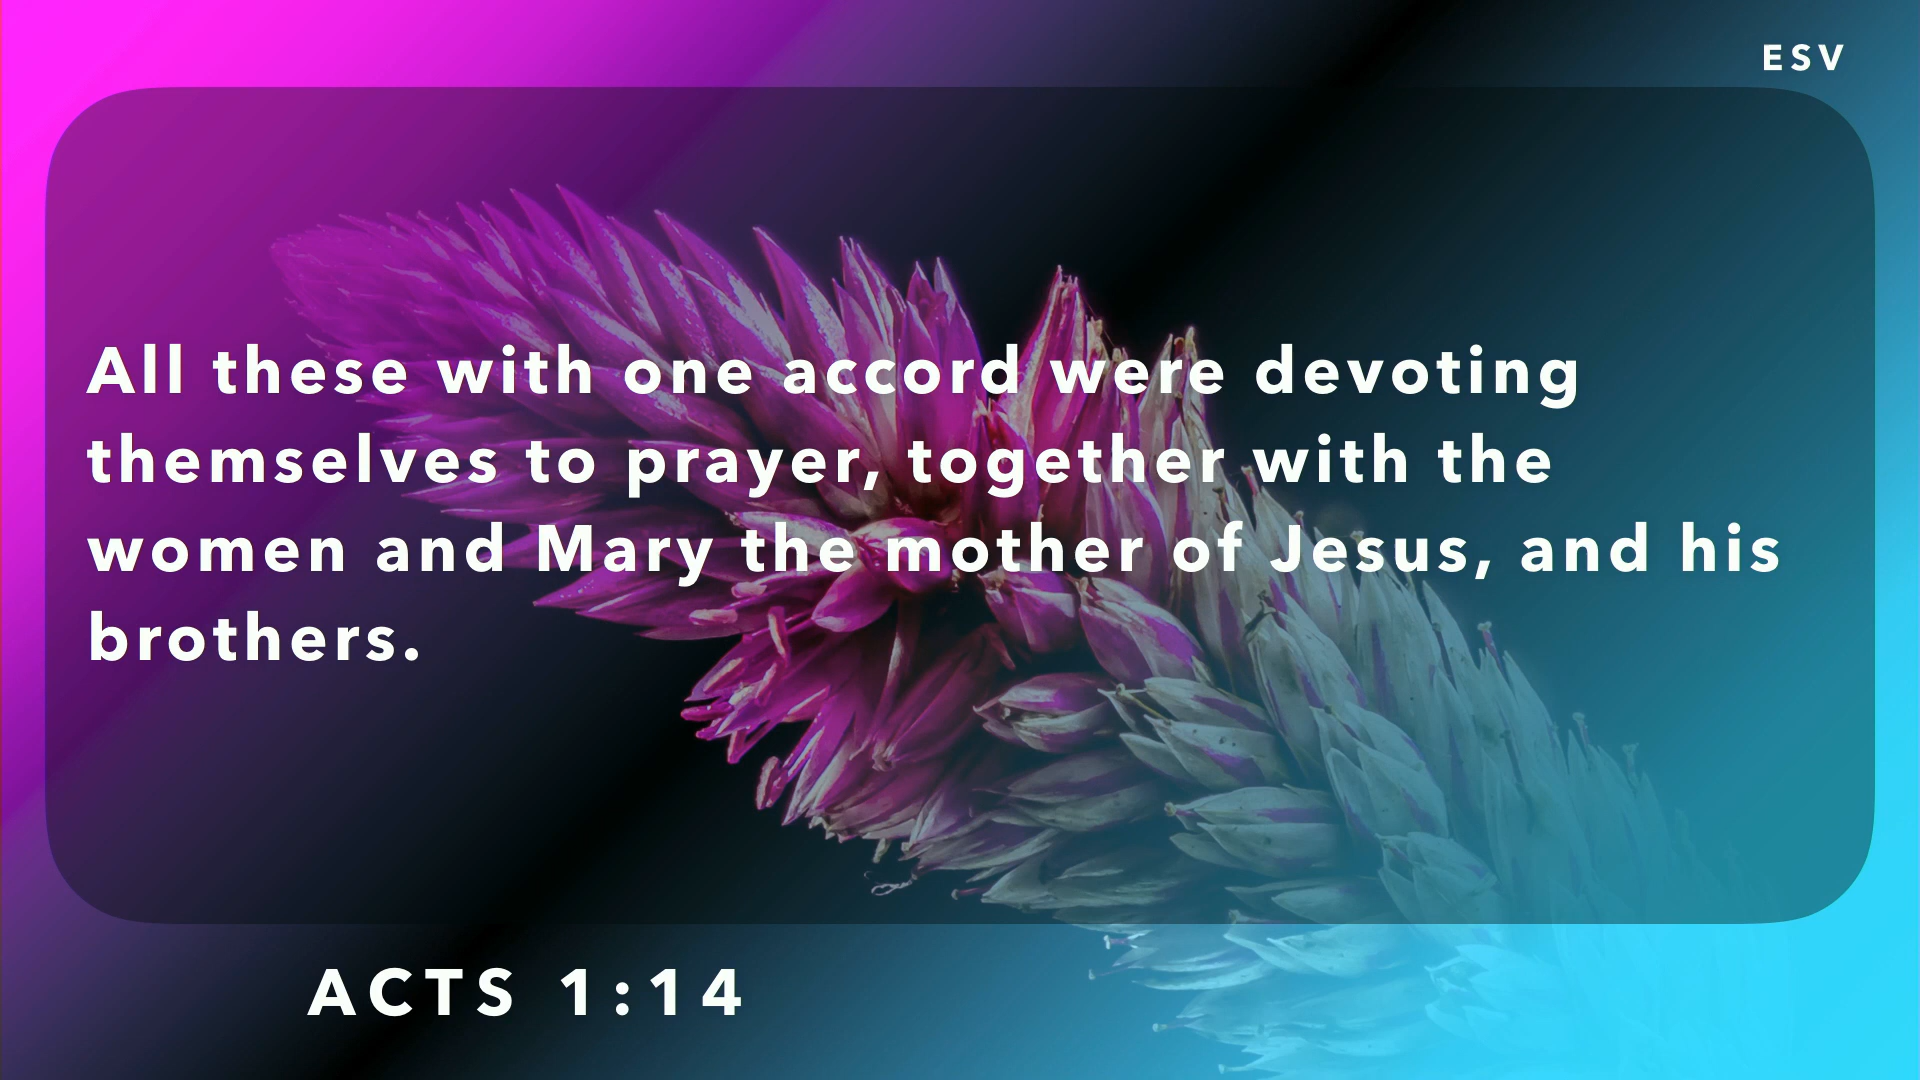 ESV
All these with one accord were devoting
themselves to prayer, together with the
women and Mary the mother of Jesus, and his
brothers.
ACTS 1:14